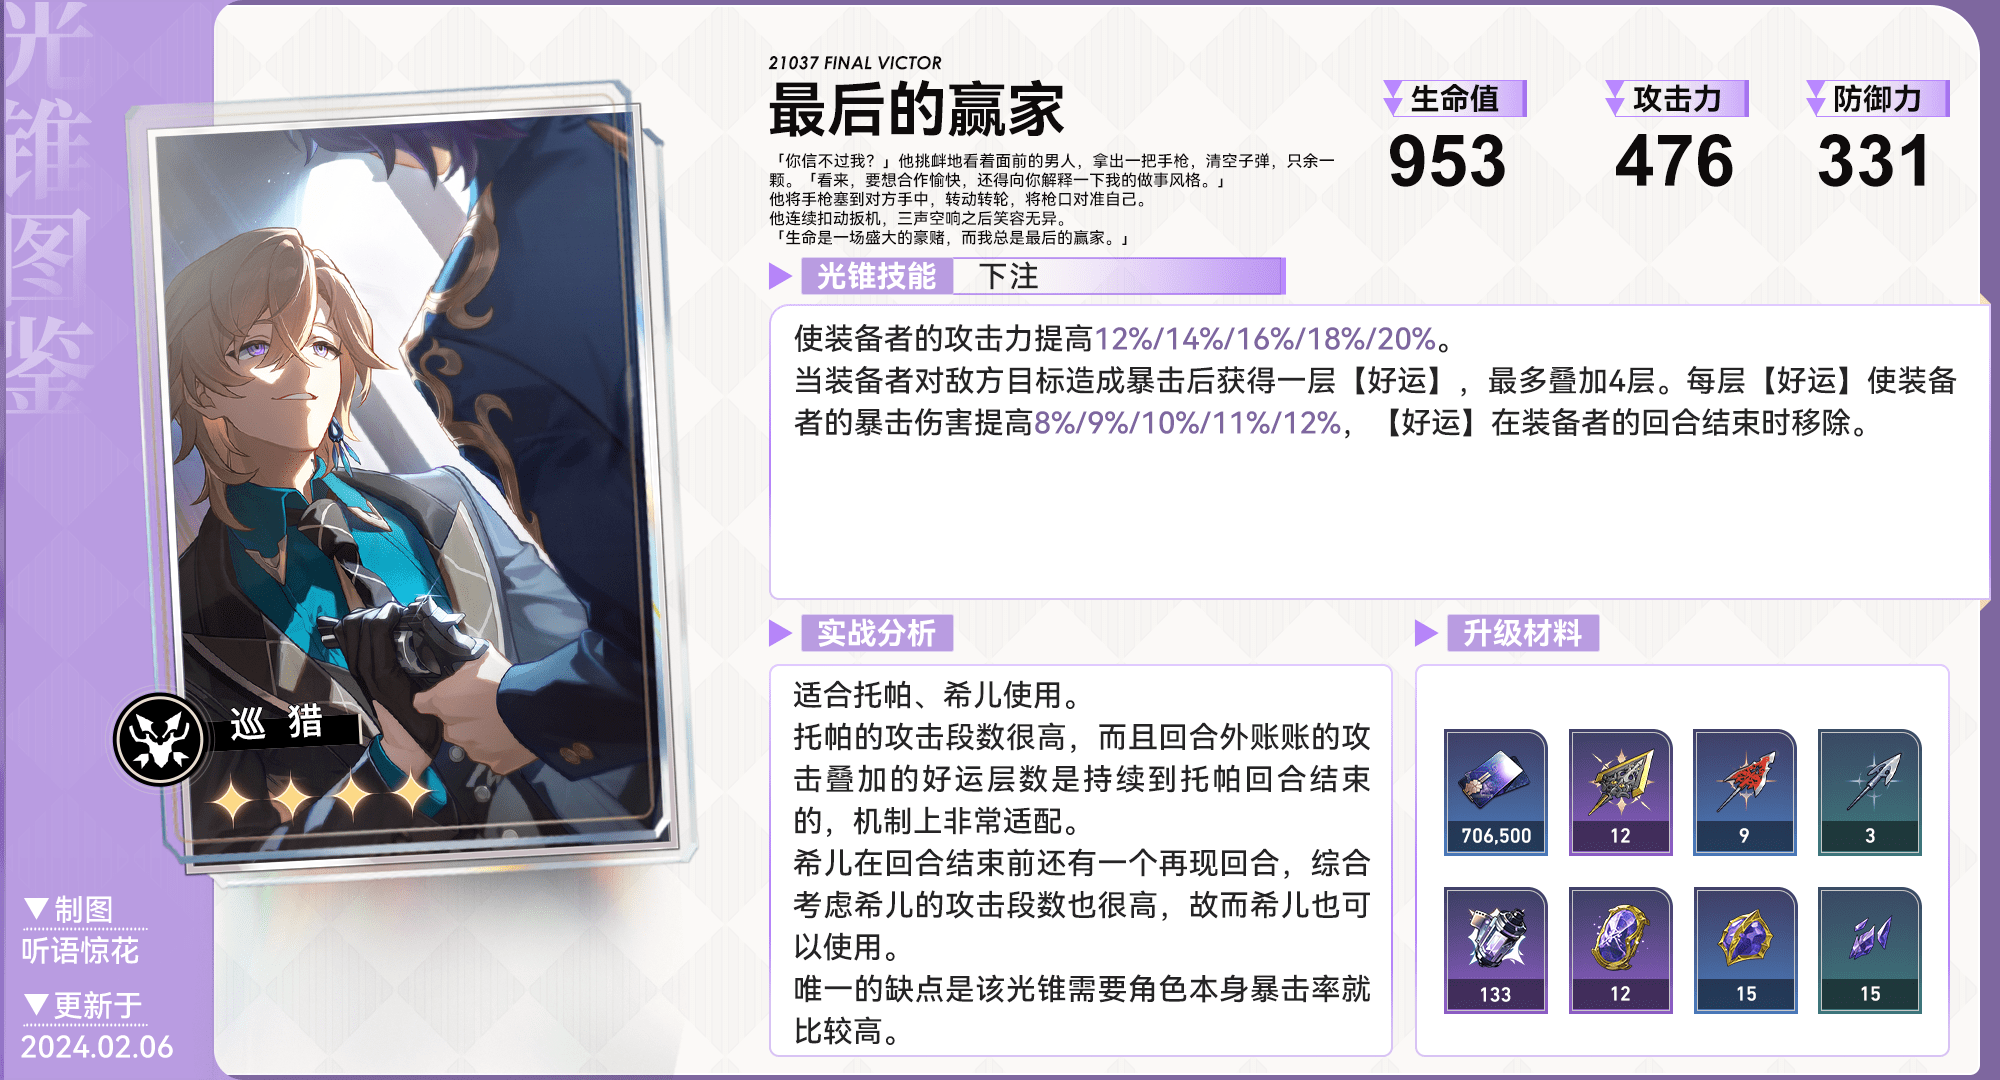 光锥图鉴
21037 FINAL VICTOR
最后的赢家
「你信不过我？」他挑衅地看着面前的男人，拿出一把手枪，清空子弹，只余一
颗。「看来，要想合作愉快，还得向你解释一下我的做事风格。」
他将手枪塞到对方手中，转动转轮，将枪口对准自己。
他连续扣动扳机，三声空响之后笑容无异。
「生命是一场盛大的豪赌，而我总是最后的赢家。」
生命值
953
攻击力
476
防御力
331
光锥技能 下注
使装备者的攻击力提高12%/14%/16%/18%/20%。
当装备者对敌方目标造成暴击后获得一层【好运】，最多叠加4层。每层【好运】使装备
者的暴击伤害提高8%/9%/10%/11%/12%，【好运】在装备者的回合结束时移除。
巡猎
实战分析
适合托帕、希儿使用。
托帕的攻击段数很高，而且回合外账账的攻
击叠加的好运层数是持续到托帕回合结束
的，机制上非常适配。
希儿在回合结束前还有一个再现回合，综合
考虑希儿的攻击段数也很高，故而希儿也可
以使用。
唯一的缺点是该光锥需要角色本身暴击率就
比较高。
升级材料
706,500 12 9 3
133 12 15 15
▼制图
听语惊花
▼更新于
2024.02.06